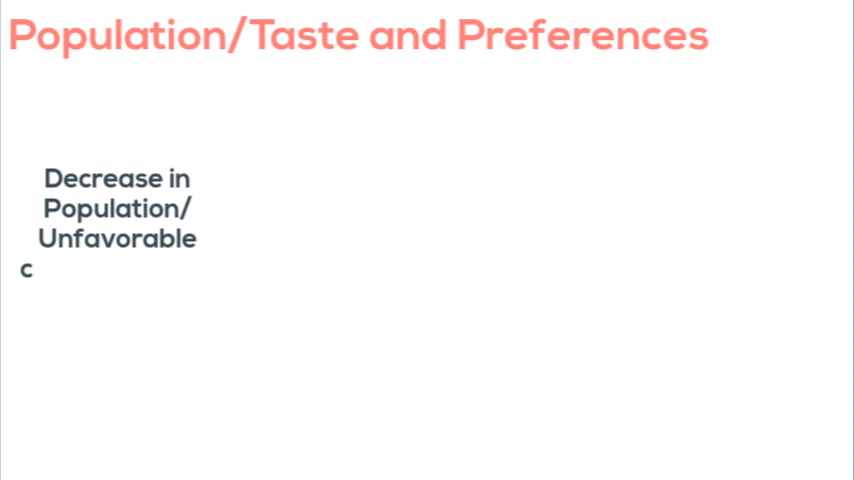 Population/Taste and Preferences
Decrease in
Population/
Unfavorable
c